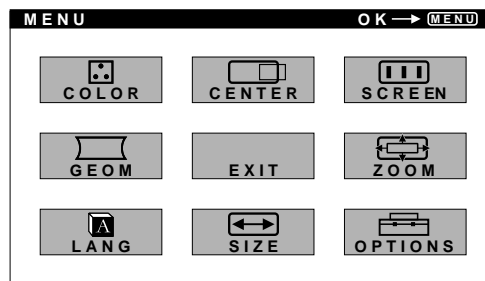 MENU OK → MENU
COLOR CENTER SCREEN
GEOM EXIT ZOOM
A
LANG SIZE OPTIONS